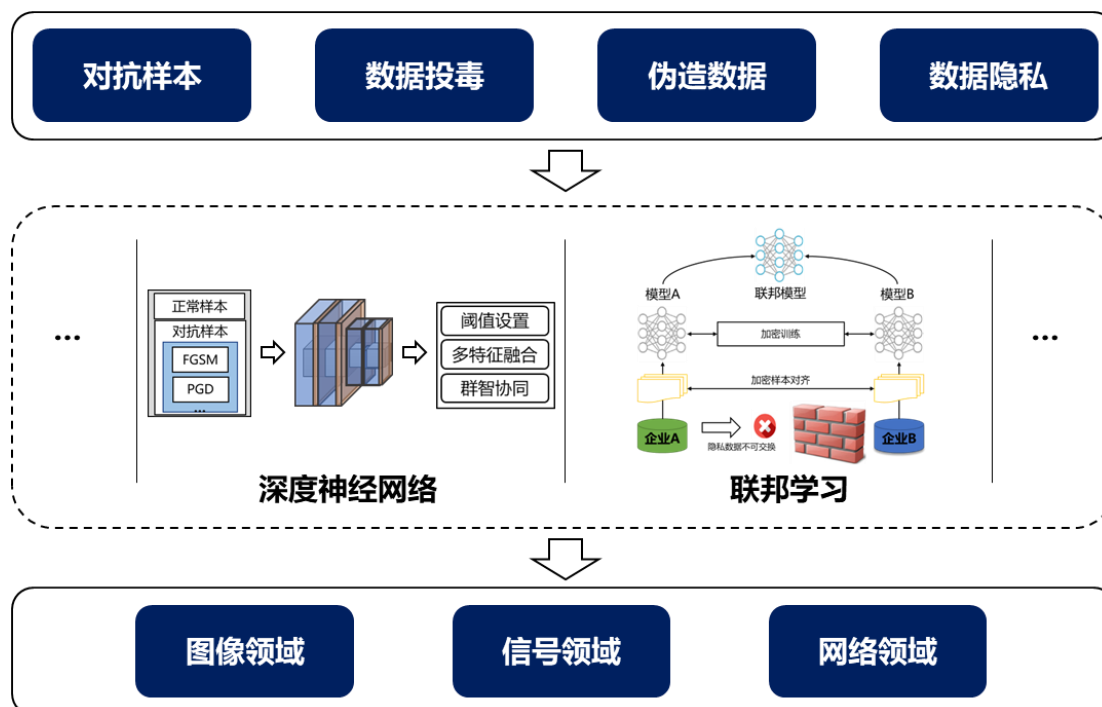 对抗样本
数据投毒
伪造数据
数据隐私
...
正常样本
对抗样本
FGSM
PGD
...
阈值设置
多特征融合
群智协同
深度神经网络
联邦模型
模型A
模型B
加密训练
加密样本对齐
企业A
隐私数据不可交换
企业B
联邦学习
...
图像领域
信号领域
网络领域